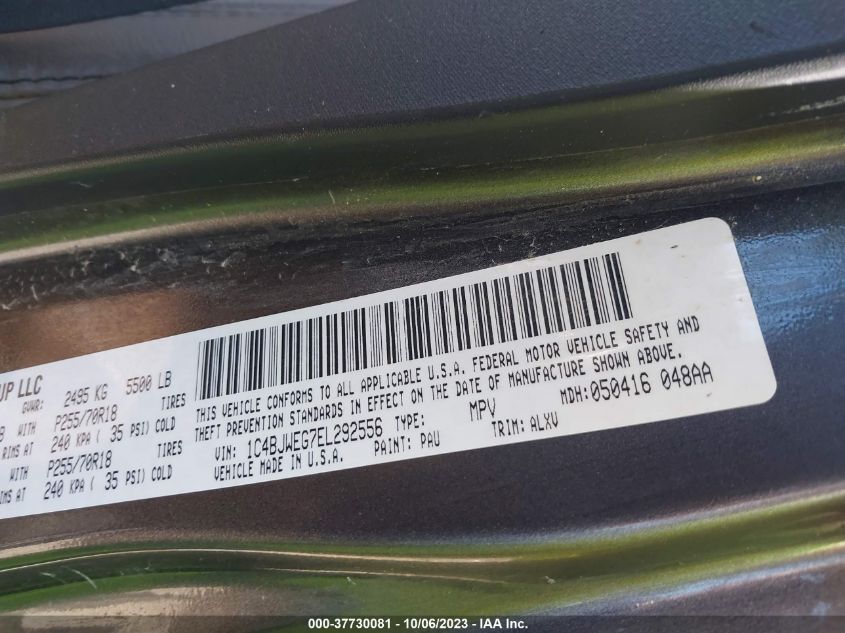 UP LLC
GVWR: 2495 KG 5500 LB
WITH P255/70R18 TIRES
RIMS AT 240 KPA ( 35 PSI) COLD
WITH P255/70R18 TIRES
RIMS AT 240 KPA ( 35 PSI) COLD
THIS VEHICLE CONFORMS TO ALL APPLICABLE U.S.A. FEDERAL MOTOR VEHICLE SAFETY AND
THEFT PREVENTION STANDARDS IN EFFECT ON THE DATE OF MANUFACTURE SHOWN ABOVE.
VIN: 1C4BJWEG7EL292556 TYPE: MPV MDH:050416 048AA
VEHICLE MADE IN U.S.A. PAINT: PAU TRIM: ALXV
000-37730081 - 10/06/2023 - IAA Inc.